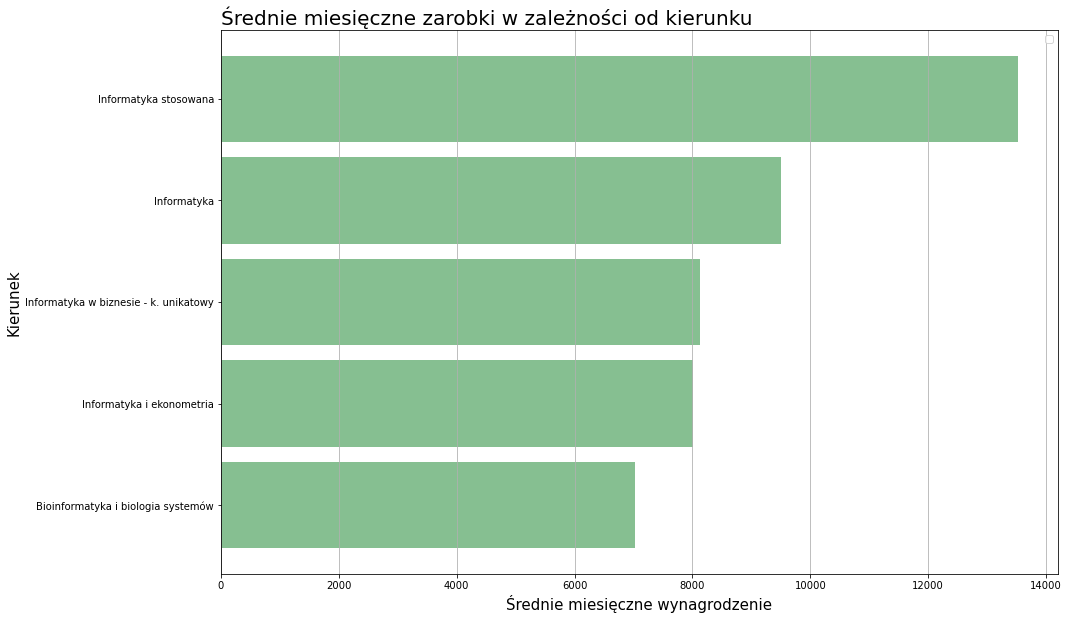 Średnie miesięczne zarobki w zależności od kierunku
Kierunek
Informatyka stosowana
Informatyka
Informatyka w biznesie - k. unikatowy
Informatyka i ekonometria
Bioinformatyka i biologia systemów
0 2000 4000 6000 8000 10000 12000 14000
Średnie miesięczne wynagrodzenie